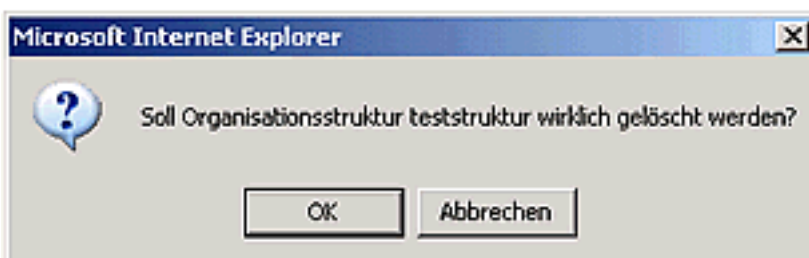 Microsoft Internet Explorer
Soll Organisationsstruktur teststruktur wirklich gelöscht werden?
OK
Abbrechen